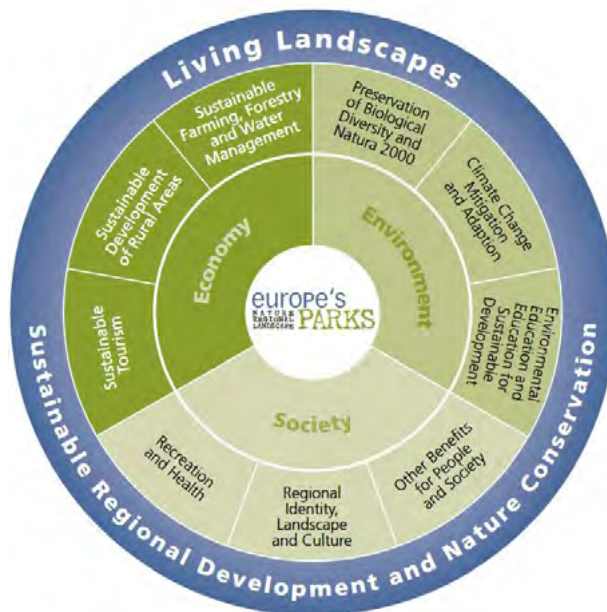 Living Landscapes
Sustainable
Farming, Forestry
and Water
Management
Preservation
of Biological
Diversity and
Natura 2000
Sustainable
Development
of Rural Areas
Climate Change
Mitigation
and Adaption
Economy
Environment
europe's
NATURE
REGIONAL
LANDSCAPE
PARKS
Sustainable
Tourism
Environmental
Education and
Education for
Sustainable
Development
Society
Recreation
and Health
Regional
Identity,
Landscape
and Culture
Other Benefits
for People
and Society
Sustainable Regional Development and Nature Conservation